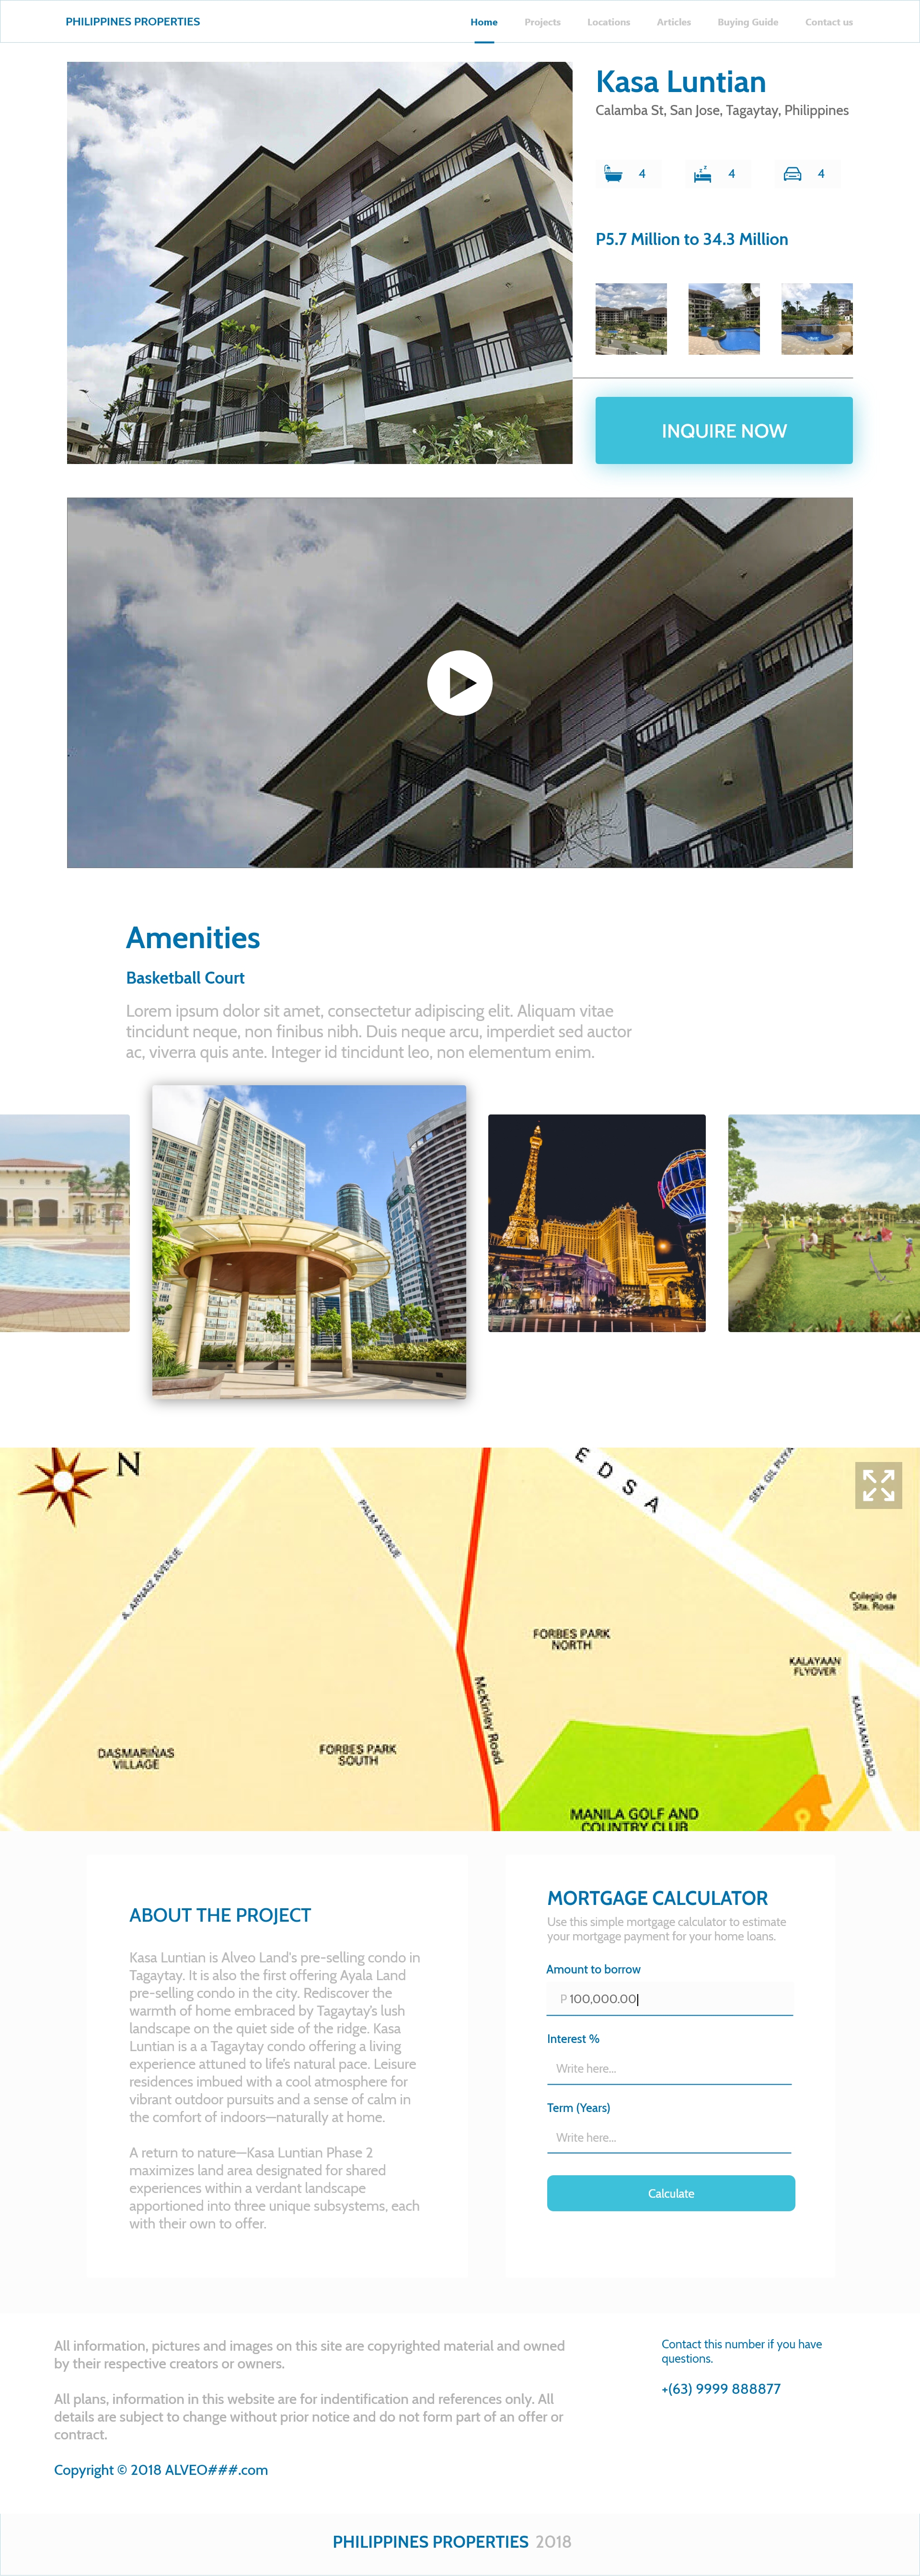 PHILIPPINES PROPERTIES
Home Projects Locations Articles Buying Guide Contact us
Kasa Luntian
Calamba St, San Jose, Tagaytay, Philippines
4 4 4
P5.7 Million to 34.3 Million
INQUIRE NOW
Amenities
Basketball Court
Lorem ipsum dolor sit amet, consectetur adipiscing elit. Aliquam vitae
tincidunt neque, non finibus nibh. Duis neque arcu, imperdiet sed auctor
ac, viverra quis ante. Integer id tincidunt leo, non elementum enim.
N
EDSA
SEN. GIL PUYA
PALM AVENUE
A. ARNAIZ AVENUE
Colegio de
Sta. Rosa
FORBES PARK
NORTH
KALAYAAN
FLYOVER
McKinley Road
KALAYAAN ROAD
DASMARIÑAS
VILLAGE
FORBES PARK
SOUTH
MANILA GOLF AND
COUNTRY CLUB
ABOUT THE PROJECT
Kasa Luntian is Alveo Land's pre-selling condo in
Tagaytay. It is also the first offering Ayala Land
pre-selling condo in the city. Rediscover the
warmth of home embraced by Tagaytay's lush
landscape on the quiet side of the ridge. Kasa
Luntian is a a Tagaytay condo offering a living
experience attuned to life's natural pace. Leisure
residences imbued with a cool atmosphere for
vibrant outdoor pursuits and a sense of calm in
the comfort of indoors—naturally at home.
A return to nature—Kasa Luntian Phase 2
maximizes land area designated for shared
experiences within a verdant landscape
apportioned into three unique subsystems, each
with their own to offer.
MORTGAGE CALCULATOR
Use this simple mortgage calculator to estimate
your mortgage payment for your home loans.
Amount to borrow
P 100,000.00
Interest %
Write here...
Term (Years)
Write here...
Calculate
All information, pictures and images on this site are copyrighted material and owned
by their respective creators or owners.
All plans, information in this website are for indentification and references only. All
details are subject to change without prior notice and do not form part of an offer or
contract.
Copyright © 2018 ALVEO###.com
Contact this number if you have
questions.
+(63) 9999 888877
PHILIPPINES PROPERTIES 2018